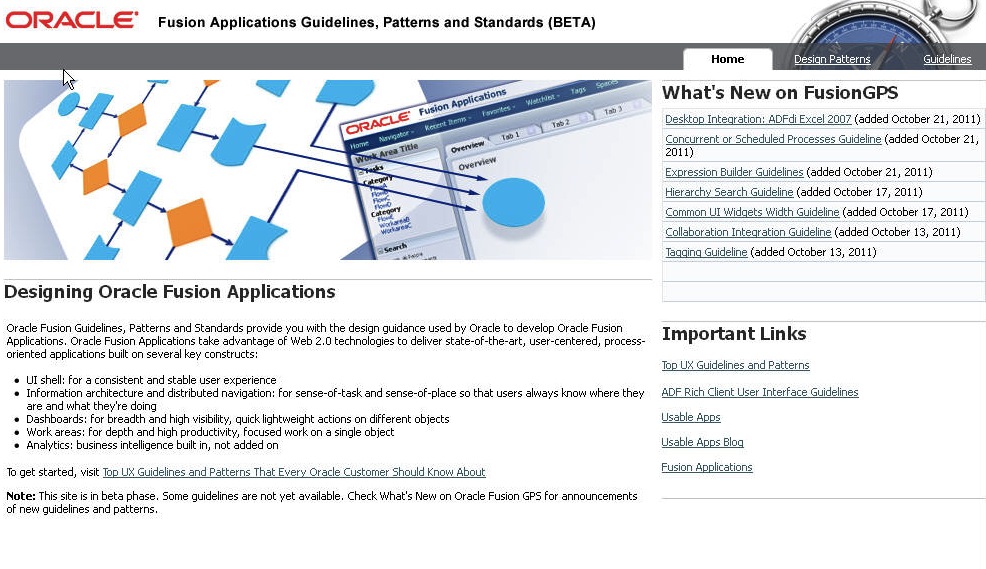 ORACLE®
Fusion Applications Guidelines, Patterns and Standards (BETA)
Home
Design Patterns
Guidelines
ORACLE Fusion Applications
Home Navigator Recent Items Favorites Watchlist Tags Spaces
Work Area Title
Tasks
Category
FlowA
FlowB
FlowC
FlowD
Category
FlowE
WorkareaB
WorkareaC
Search
Overview Tab 1 Tab 2 Tab 3
Overview
Designing Oracle Fusion Applications
Oracle Fusion Guidelines, Patterns and Standards provide you with the design guidance used by Oracle to develop Oracle Fusion
Applications. Oracle Fusion Applications take advantage of Web 2.0 technologies to deliver state-of-the-art, user-centered, process-
oriented applications built on several key constructs:
• UI shell: for a consistent and stable user experience
• Information architecture and distributed navigation: for sense-of-task and sense-of-place so that users always know where they
are and what they're doing
• Dashboards: for breadth and high visibility, quick lightweight actions on different objects
• Work areas: for depth and high productivity, focused work on a single object
• Analytics: business intelligence built in, not added on
To get started, visit Top UX Guidelines and Patterns That Every Oracle Customer Should Know About
Note: This site is in beta phase. Some guidelines are not yet available. Check What's New on Oracle Fusion GPS for announcements
of new guidelines and patterns.
What's New on FusionGPS
Desktop Integration: ADFdi Excel 2007 (added October 21, 2011)
Concurrent or Scheduled Processes Guideline (added October 21,
2011)
Expression Builder Guidelines (added October 21, 2011)
Hierarchy Search Guideline (added October 17, 2011)
Common UI Widgets Width Guideline (added October 17, 2011)
Collaboration Integration Guideline (added October 13, 2011)
Tagging Guideline (added October 13, 2011)
Important Links
Top UX Guidelines and Patterns
ADF Rich Client User Interface Guidelines
Usable Apps
Usable Apps Blog
Fusion Applications